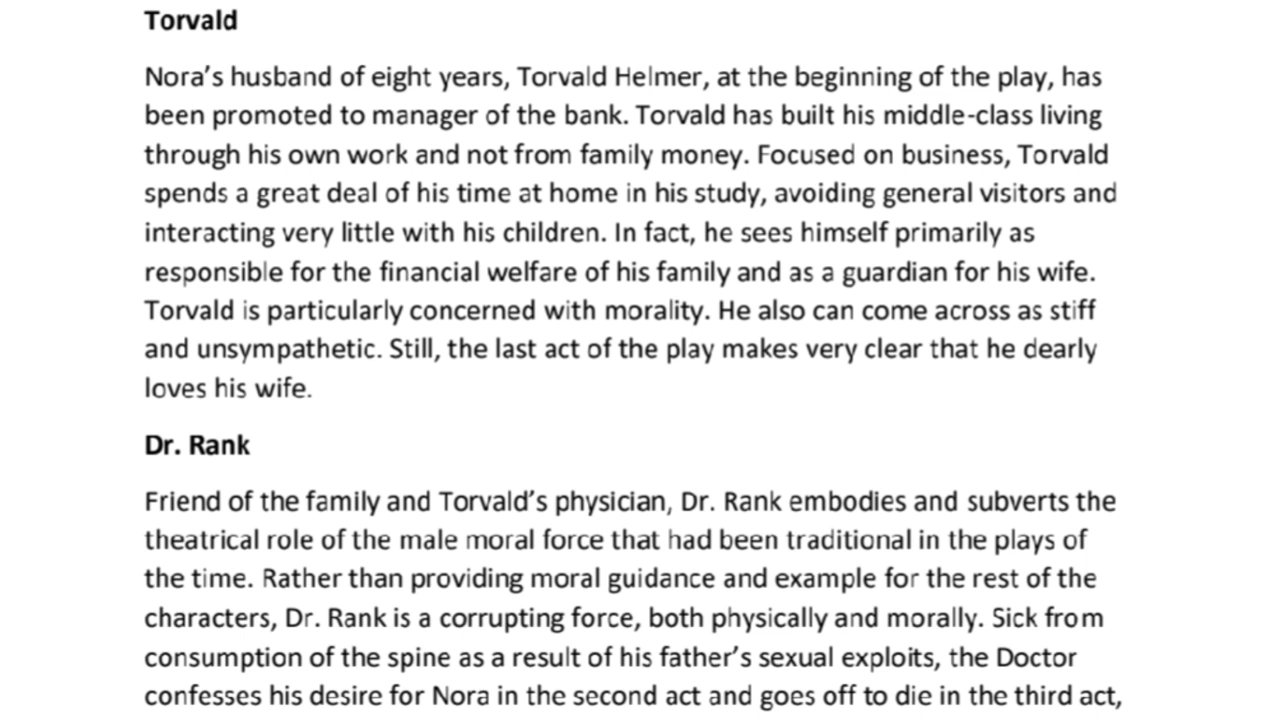 Torvald
Nora’s husband of eight years, Torvald Helmer, at the beginning of the play, has
been promoted to manager of the bank. Torvald has built his middle-class living
through his own work and not from family money. Focused on business, Torvald
spends a great deal of his time at home in his study, avoiding general visitors and
interacting very little with his children. In fact, he sees himself primarily as
responsible for the financial welfare of his family and as a guardian for his wife.
Torvald is particularly concerned with morality. He also can come across as stiff
and unsympathetic. Still, the last act of the play makes very clear that he dearly
loves his wife.
Dr. Rank
Friend of the family and Torvald’s physician, Dr. Rank embodies and subverts the
theatrical role of the male moral force that had been traditional in the plays of
the time. Rather than providing moral guidance and example for the rest of the
characters, Dr. Rank is a corrupting force, both physically and morally. Sick from
consumption of the spine as a result of his father’s sexual exploits, the Doctor
confesses his desire for Nora in the second act and goes off to die in the third act,